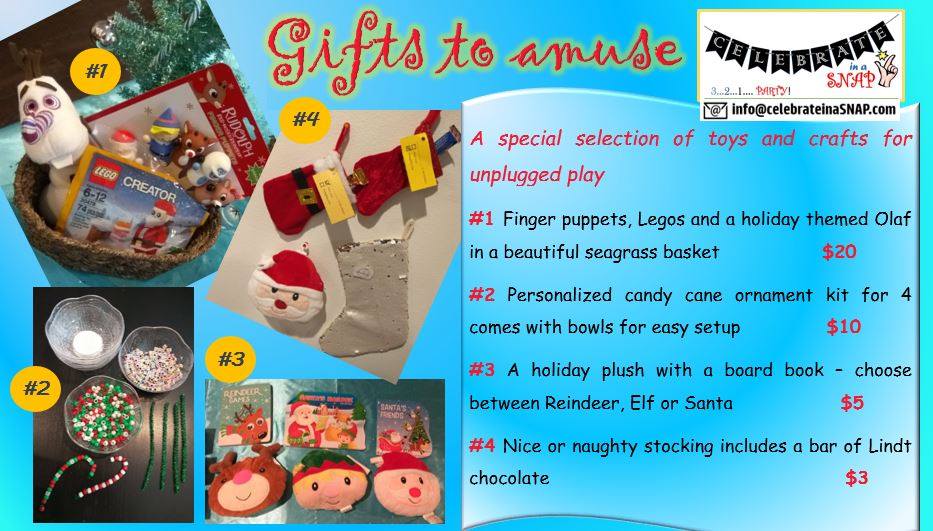 Gifts to amuse
CELEBRATE
in a
SNAP
3...2...1.... PARTY!
info@celebrateinaSNAP.com
A special selection of toys and crafts for
unplugged play
#1 Finger puppets, Legos and a holiday themed Olaf
in a beautiful seagrass basket $20
#2 Personalized candy cane ornament kit for 4
comes with bowls for easy setup $10
#3 A holiday plush with a board book – choose
between Reindeer, Elf or Santa $5
#4 Nice or naughty stocking includes a bar of Lindt
chocolate $3
#1
RUDOLPH
LEGO
CREATOR
6-12
74
#4
#2
#3
REINDEER
GAMES
SANTA'S
FRIENDS